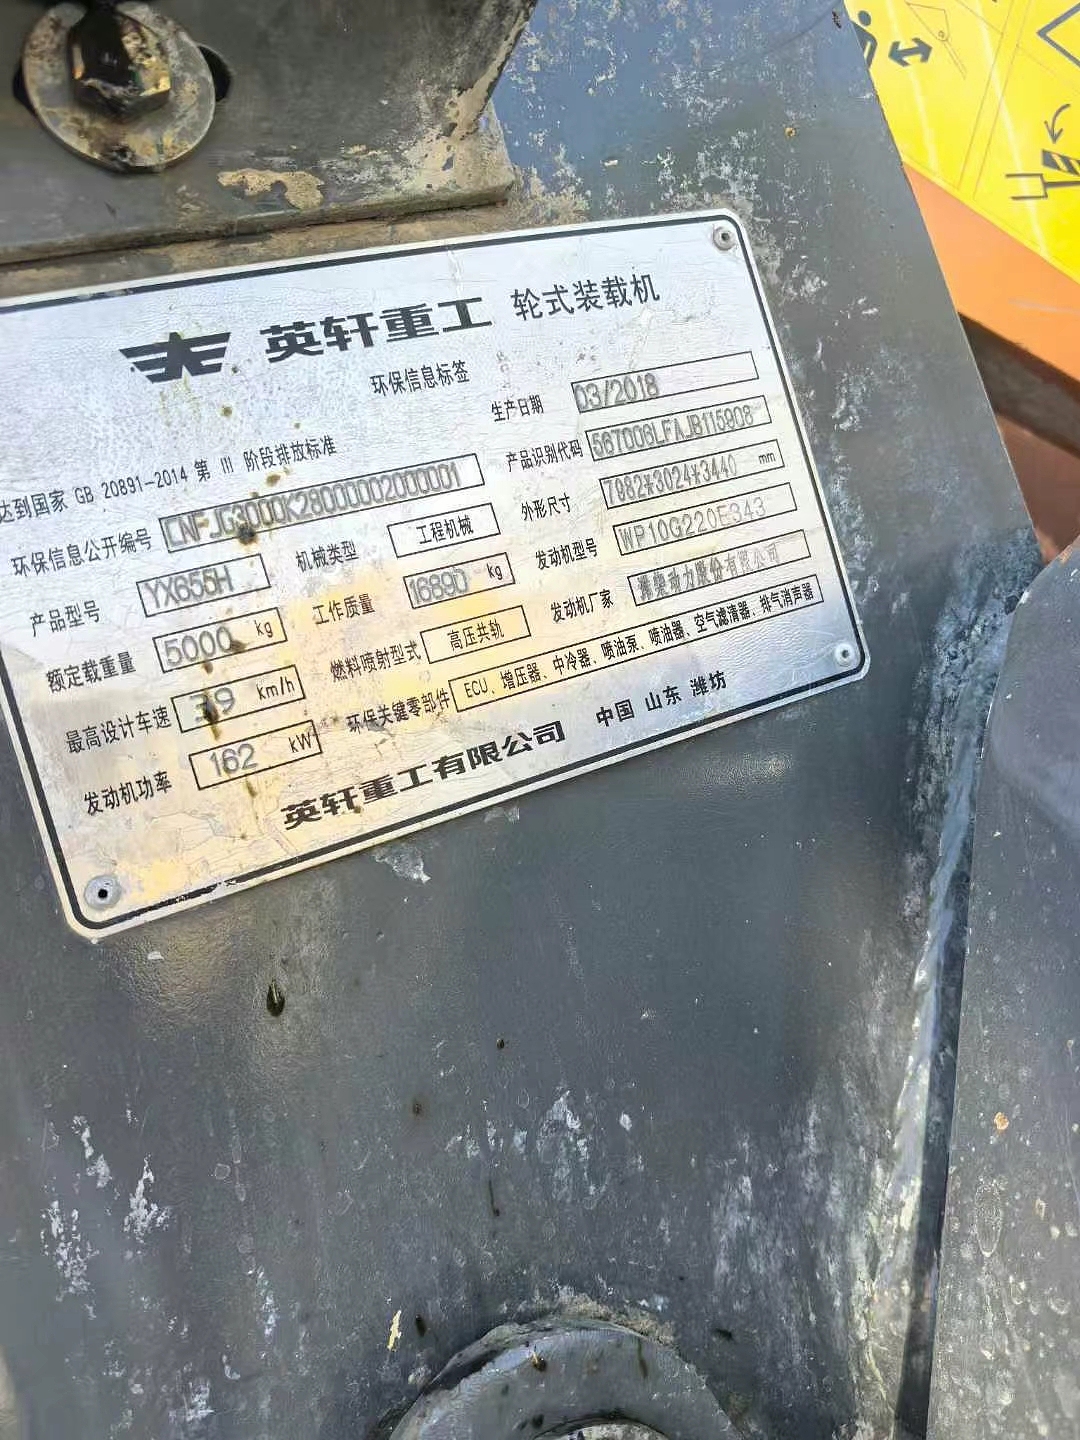 英轩重工 轮式装载机
环保信息标签
达到国家 GB 20891-2014 第 III 阶段排放标准
生产日期 03/2018
环保信息公开编号 CNFJG3000K28000002000001
产品识别代码
产品型号 YX655H
机械类型 工程机械
外形尺寸 7982*3024*3440 mm
额定载重量 5000 kg
工作质量 16890 kg
发动机型号 WP10G220E343
最高设计车速 39 km/h
燃料喷射型式 高压共轨
发动机厂家 潍柴动力股份有限公司
发动机功率 162 kW
环保关键零部件 ECU、增压器、中冷器、喷油泵、喷油器、空气滤清器、排气消声器
英轩重工有限公司 中国 山东 潍坊